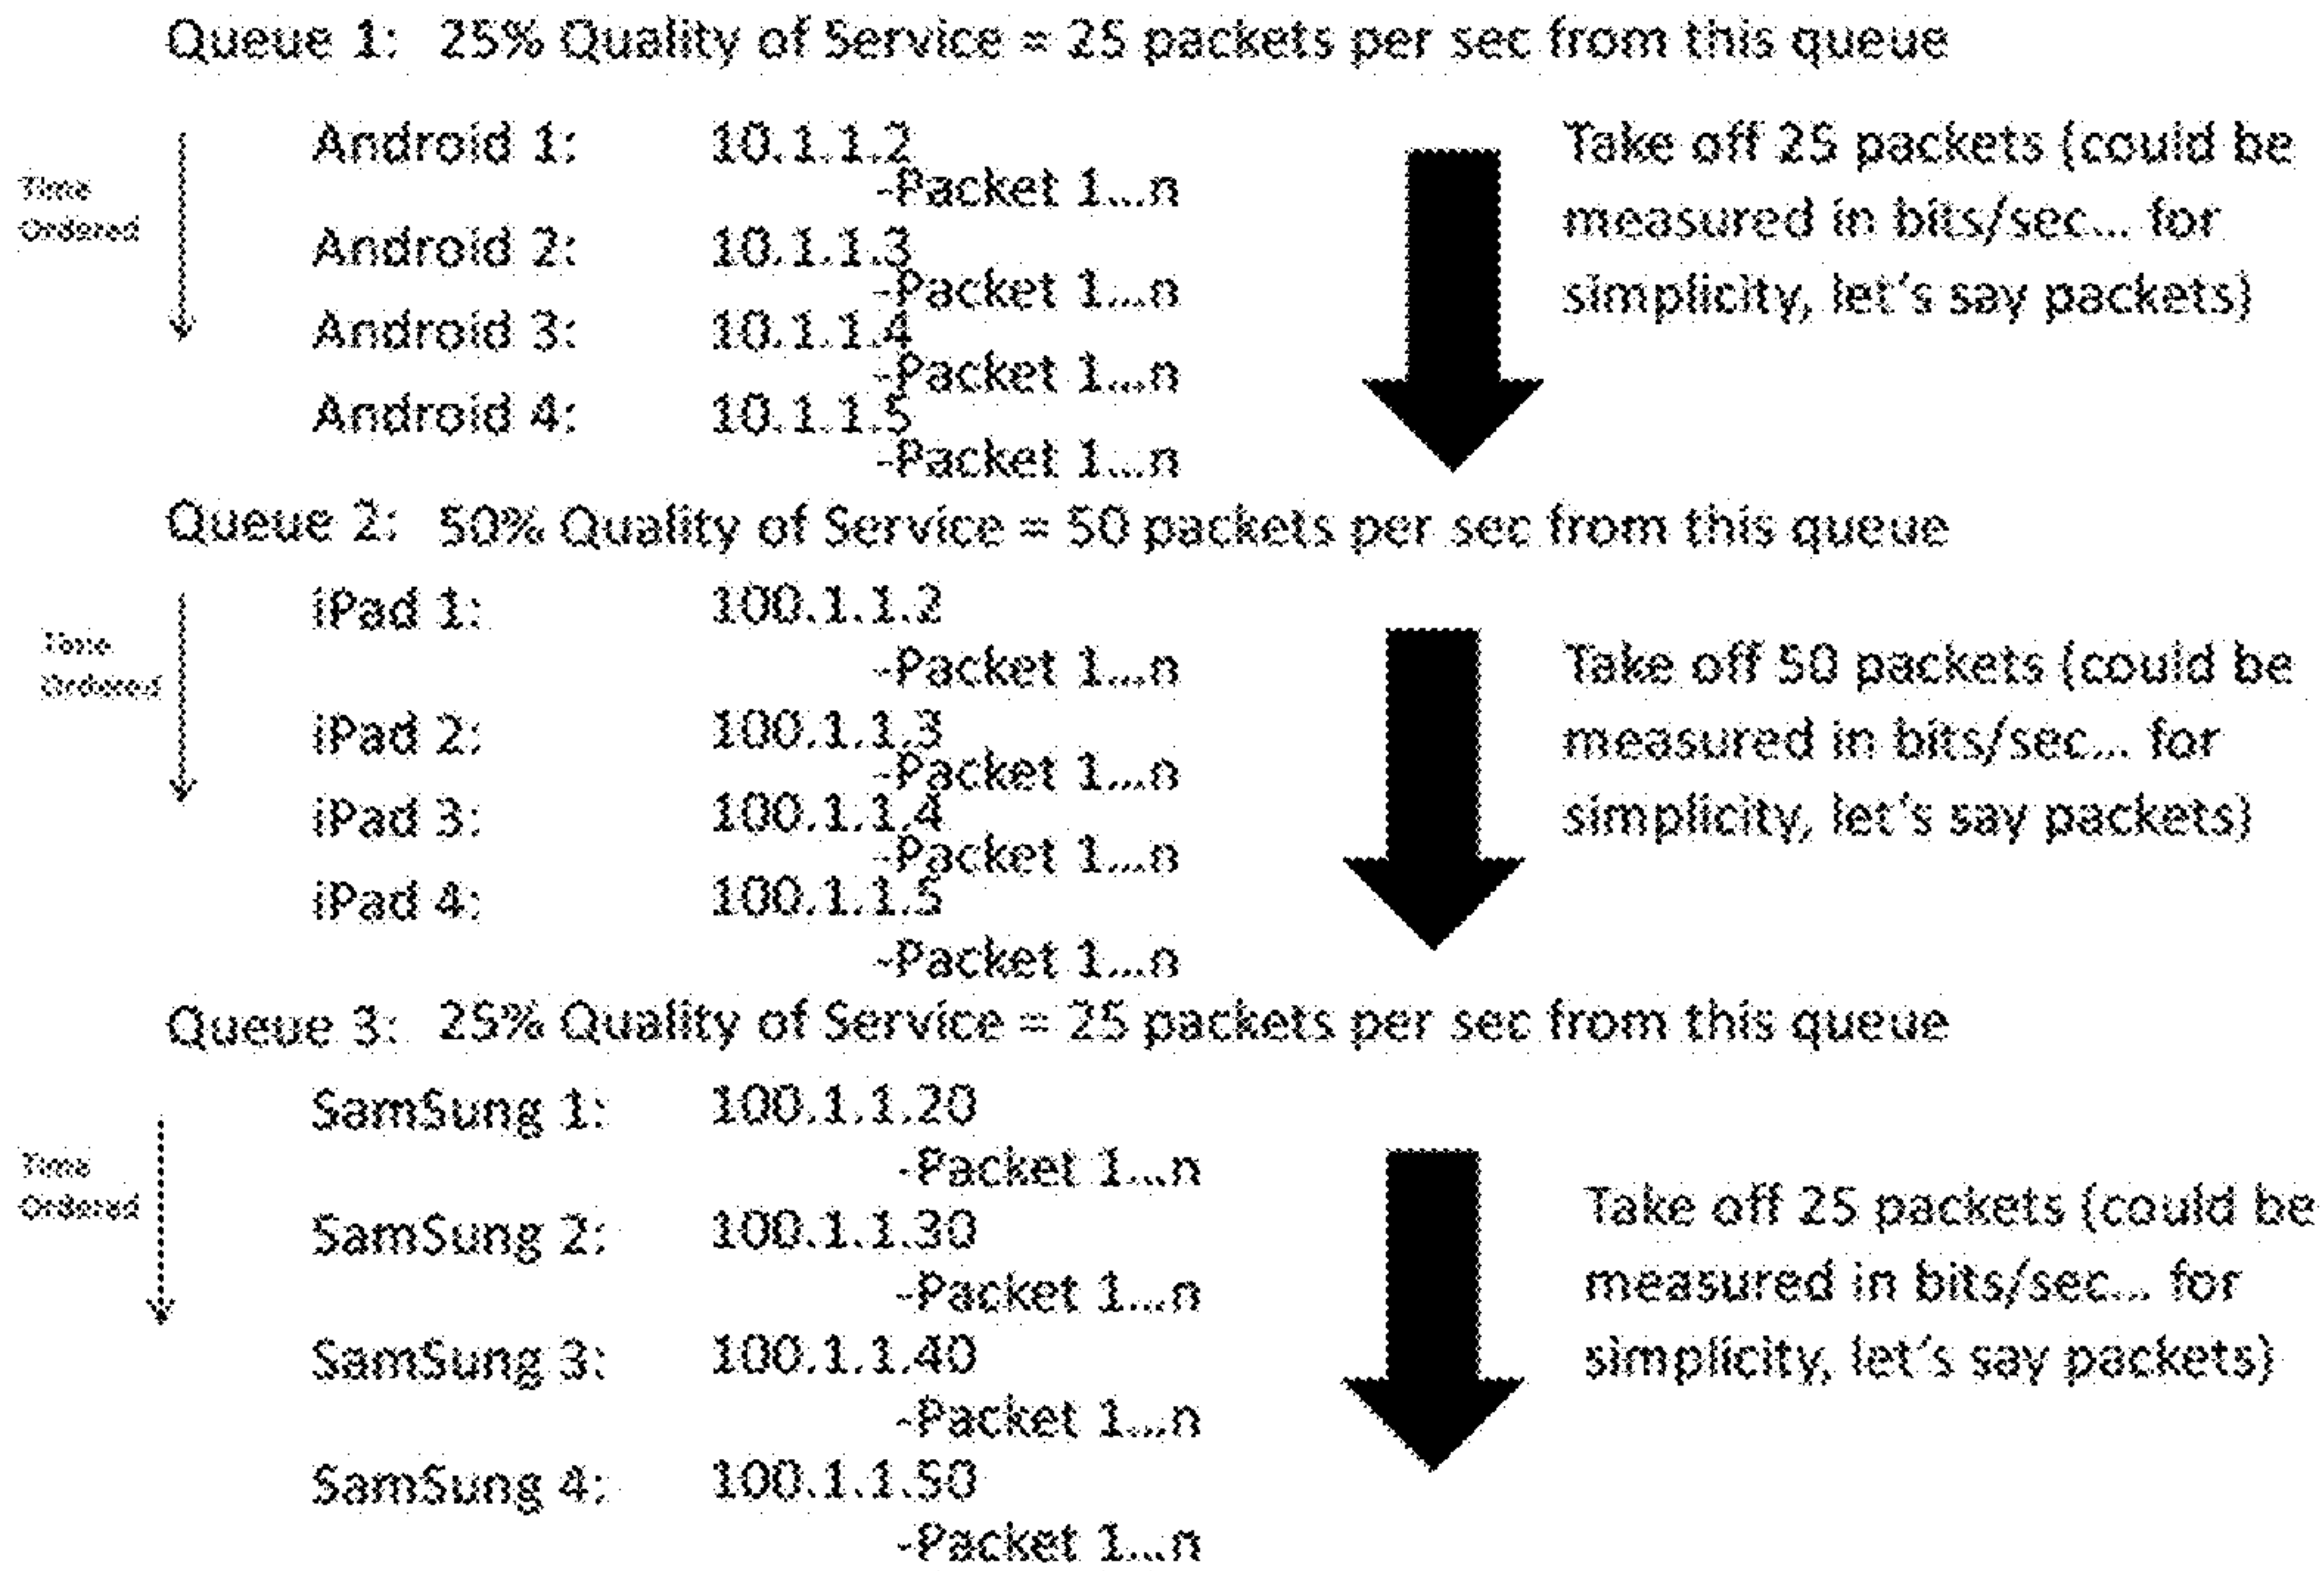 Queue 1: 25% Quality of Service = 25 packets per sec from this queue
Time
Ordered
Android 1: 10.1.1.2
-Packet 1...n
Android 2: 10.1.1.3
-Packet 1...n
Android 3: 10.1.1.4
-Packet 1...n
Android 4: 10.1.1.5
-Packet 1...n
Take off 25 packets (could be
measured in bits/sec... for
simplicity, let's say packets)
Queue 2: 50% Quality of Service = 50 packets per sec from this queue
Time
Ordered
iPad 1: 100.1.1.2
-Packet 1...n
iPad 2: 100.1.1.3
-Packet 1...n
iPad 3: 100.1.1.4
-Packet 1...n
iPad 4: 100.1.1.5
-Packet 1...n
Take off 50 packets (could be
measured in bits/sec... for
simplicity, let's say packets)
Queue 3: 25% Quality of Service = 25 packets per sec from this queue
Time
Ordered
SamSung 1: 100.1.1.20
-Packet 1...n
SamSung 2: 100.1.1.30
-Packet 1...n
SamSung 3: 100.1.1.40
-Packet 1...n
SamSung 4: 100.1.1.50
-Packet 1...n
Take off 25 packets (could be
measured in bits/sec... for
simplicity, let's say packets)